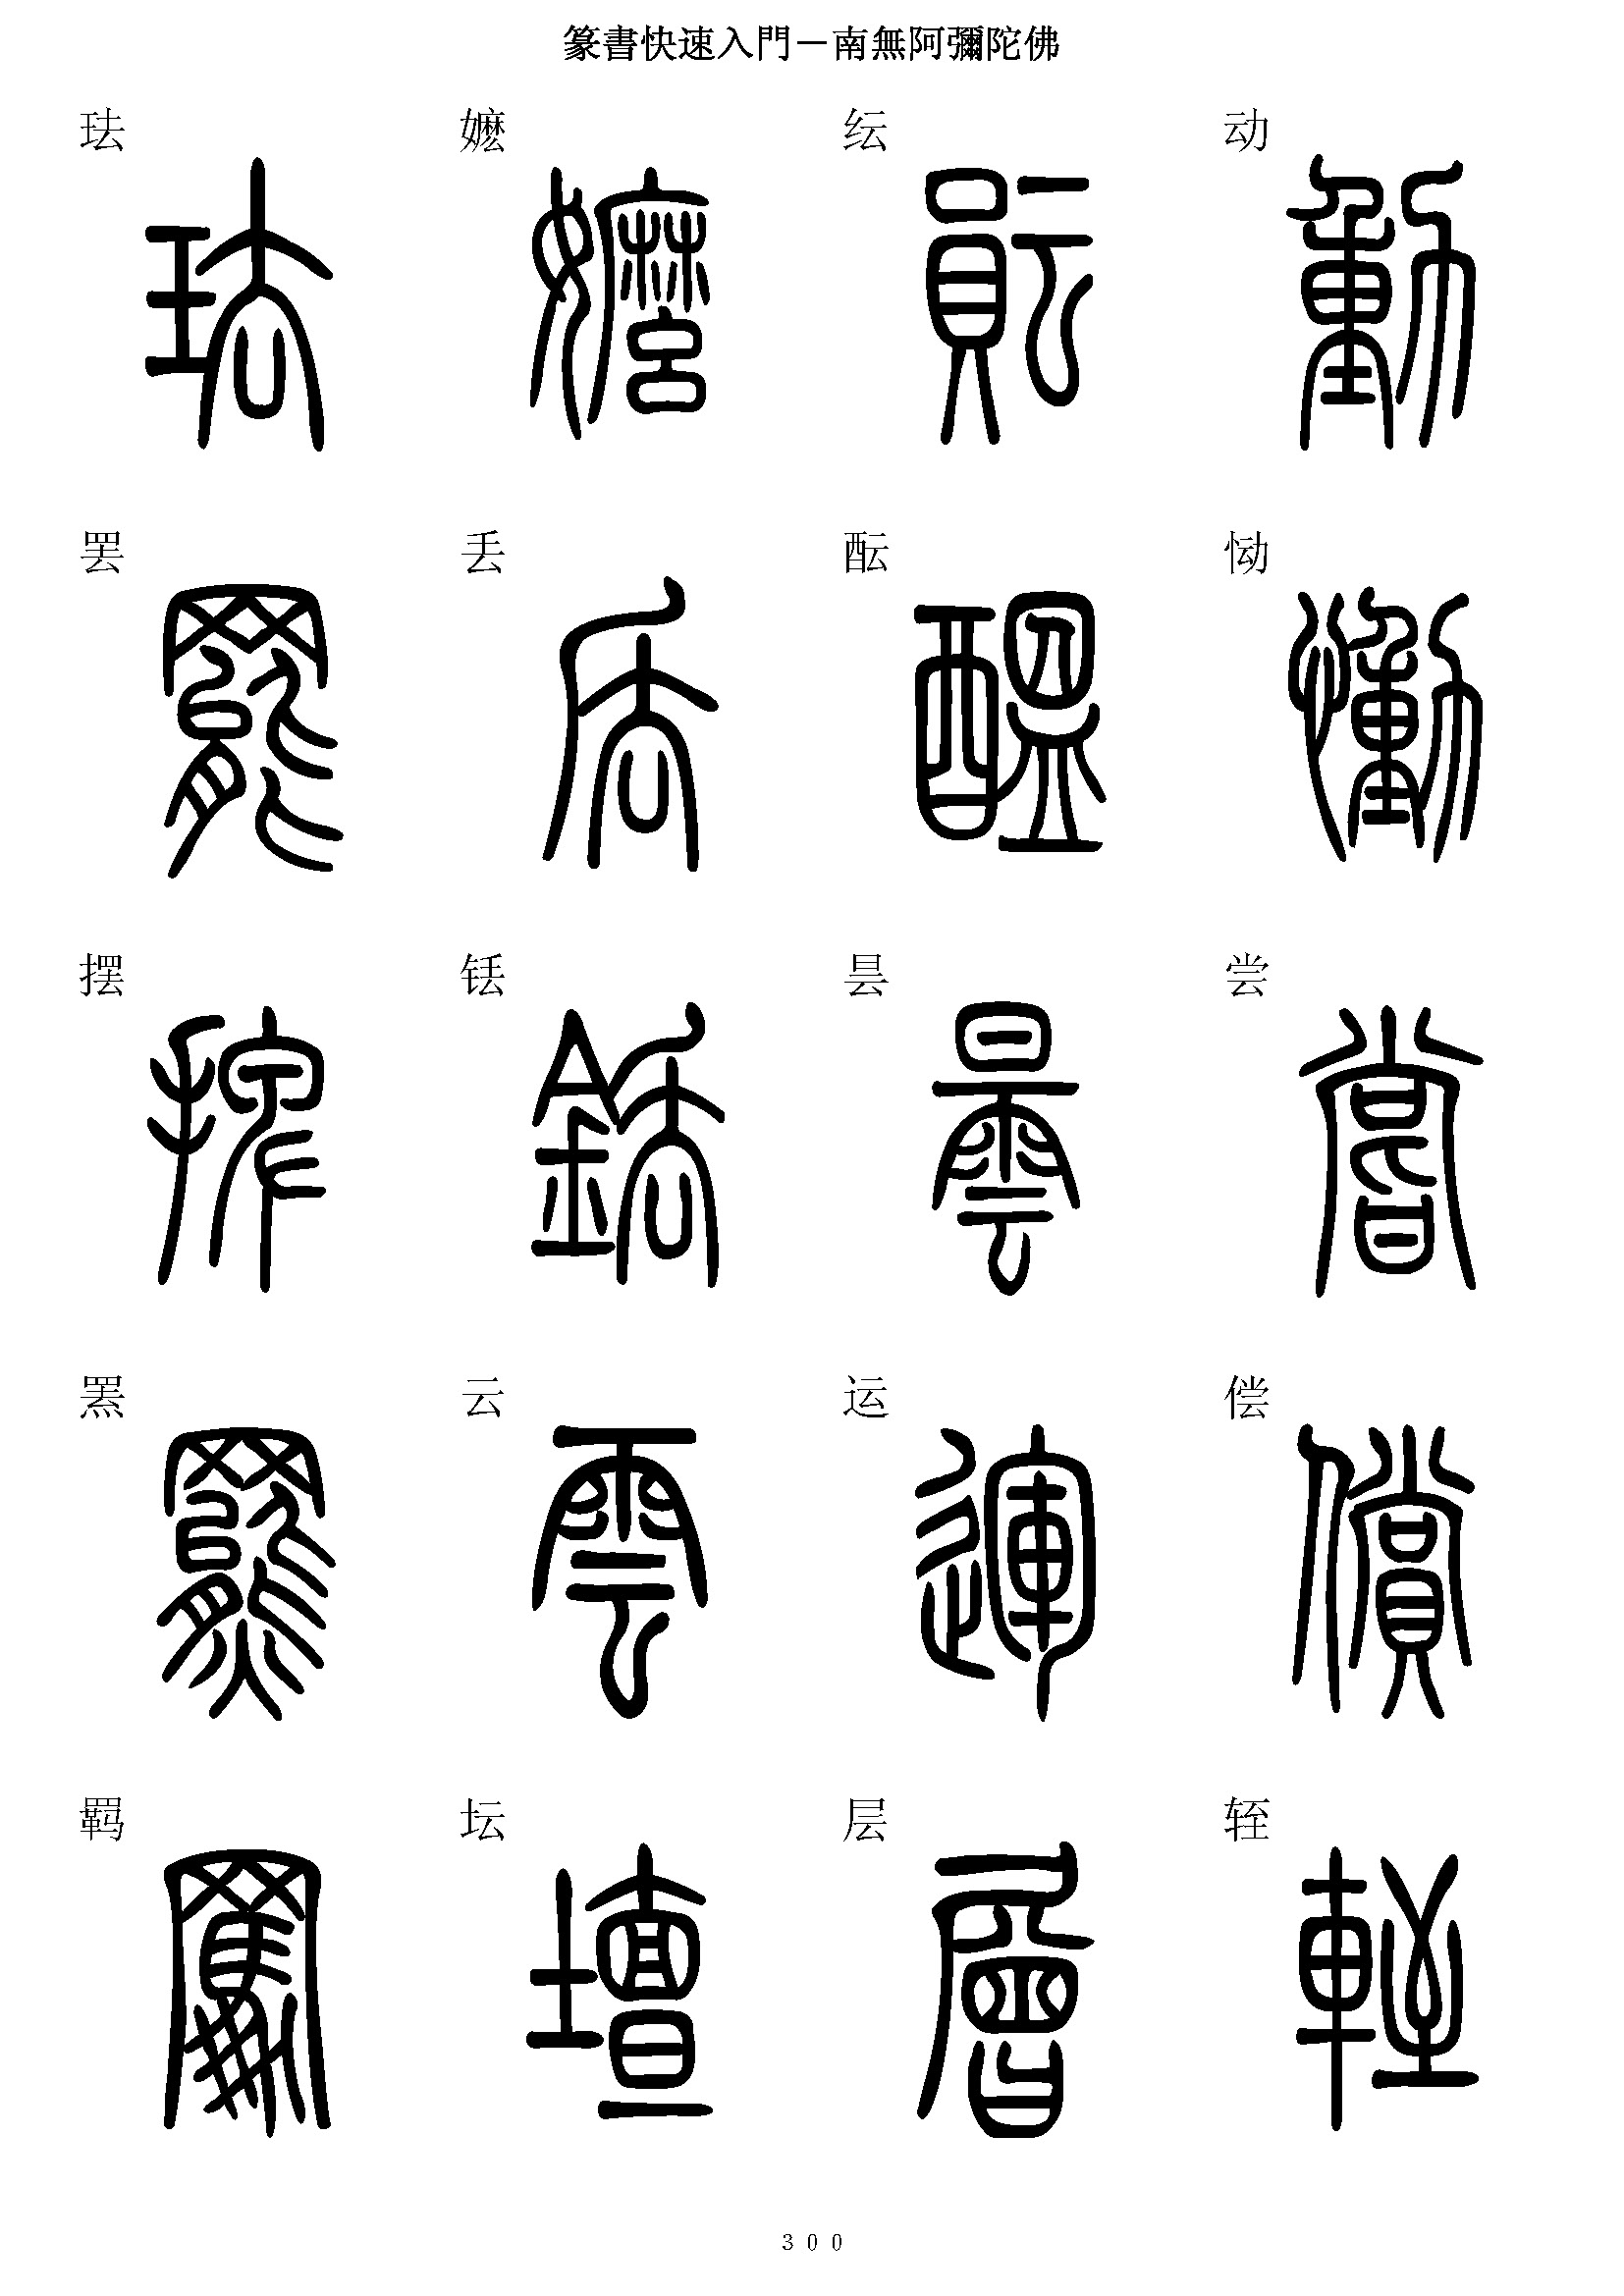 篆書快速入門－南無阿彌陀佛
珐 嬷 纭 动
罢 丢 酝 恸
摆 铥 昙 尝
罴 云 运 偿
羁 坛 层 轾
300